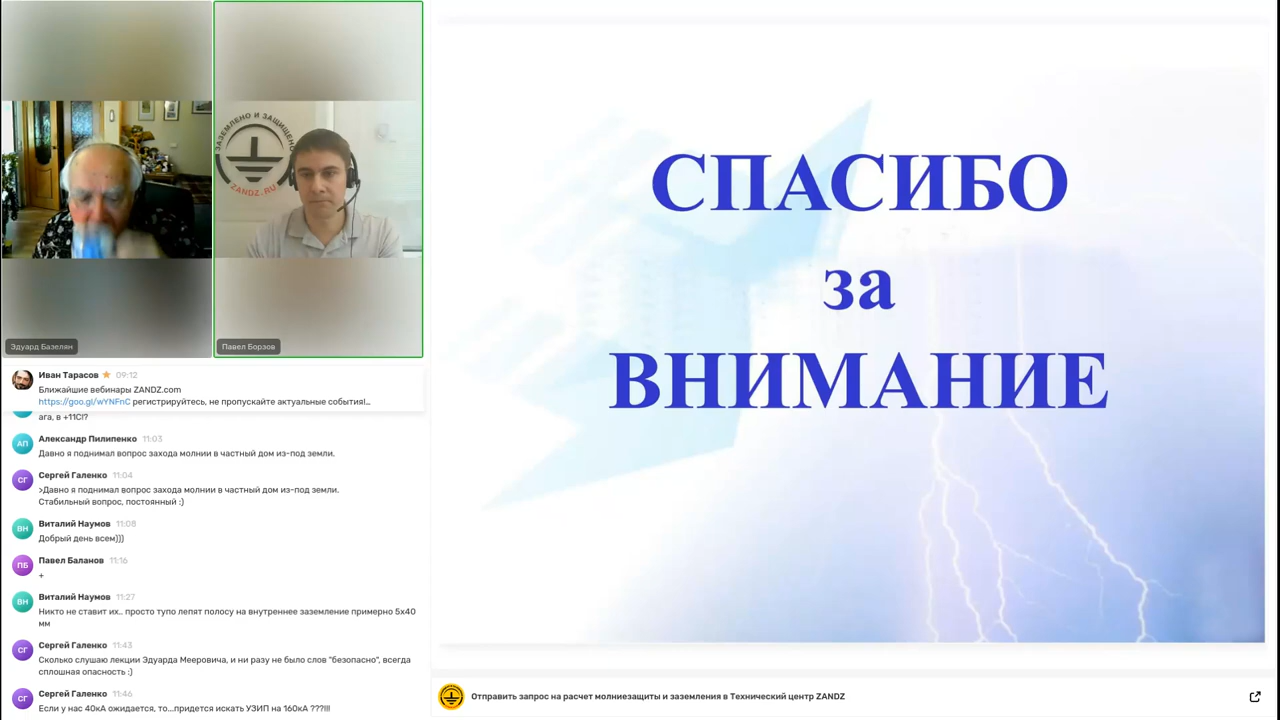 ЗАЗЕМЛЕНО И ЗАЩИЩЕНО
ZANDZ.RU
Эдуард Базелян
Павел Борзов
Иван Тарасов 09:12
Ближайшие вебинары ZANDZ.com
https://goo.gl/wYNFnC регистрируйтесь, не пропускайте актуальные события!...
ага, в +11С!?
АП
Александр Пилипенко 11:03
Давно я поднимал вопрос захода молнии в частный дом из-под земли.
СГ
Сергей Галенко 11:04
>Давно я поднимал вопрос захода молнии в частный дом из-под земли.
Стабильный вопрос, постоянный :)
ВН
Виталий Наумов 11:08
Добрый день всем)))
ПБ
Павел Баланов 11:16
+
ВН
Виталий Наумов 11:27
Никто не ставит их.. просто тупо лепят полосу на внутреннее заземление примерно 5х40
мм
СГ
Сергей Галенко 11:43
Сколько слушаю лекции Эдуарда Мееровича, и ни разу не было слов "безопасно", всегда
сплошная опасность :)
СГ
Сергей Галенко 11:46
Если у нас 40кА ожидается, то...придется искать УЗИП на 160кА ???!!!
СПАСИБО
за
ВНИМАНИЕ
Отправить запрос на расчет молниезащиты и заземления в Технический центр ZANDZ